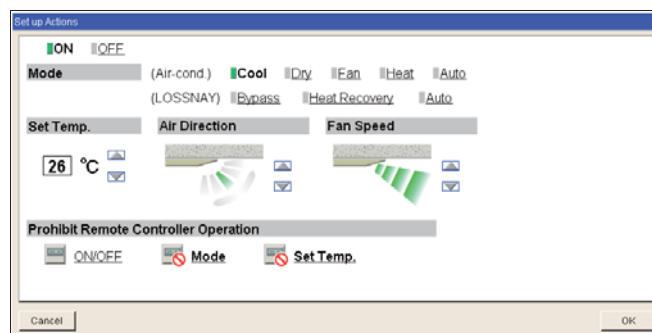 Set up Actions
ON OFF
Mode (Air-cond.) Cool Dry Fan Heat Auto
(LOSSNAY) Bypass Heat Recovery Auto
Set Temp. Air Direction Fan Speed
26 °C
Prohibit Remote Controller Operation
ON/OFF Mode Set Temp.
Cancel OK